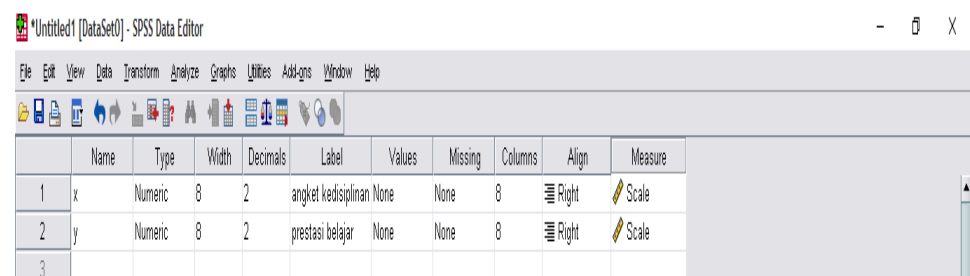 *Untitled1 [DataSet0] - SPSS Data Editor
File Edit View Data Transform Analyze Graphs Utilities Add-ons Window Help
Name Type Width Decimals Label Values Missing Columns Align Measure
1 x Numeric 8 2 angket kedisiplinan None None 8 Right Scale
2 y Numeric 8 2 prestasi belajar None None 8 Right Scale
3